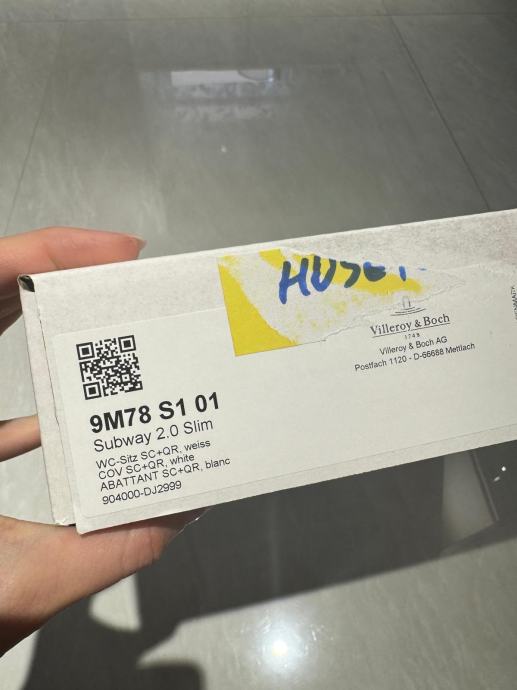 Villeroy & Boch
1748
Villeroy & Boch AG
Postfach 1120 - D-66688 Mettlach
9M78 S1 01
Subway 2.0 Slim
WC-Sitz SC+QR, weiss
COV SC+QR, white
ABATTANT SC+QR, blanc
904000-DJ2999